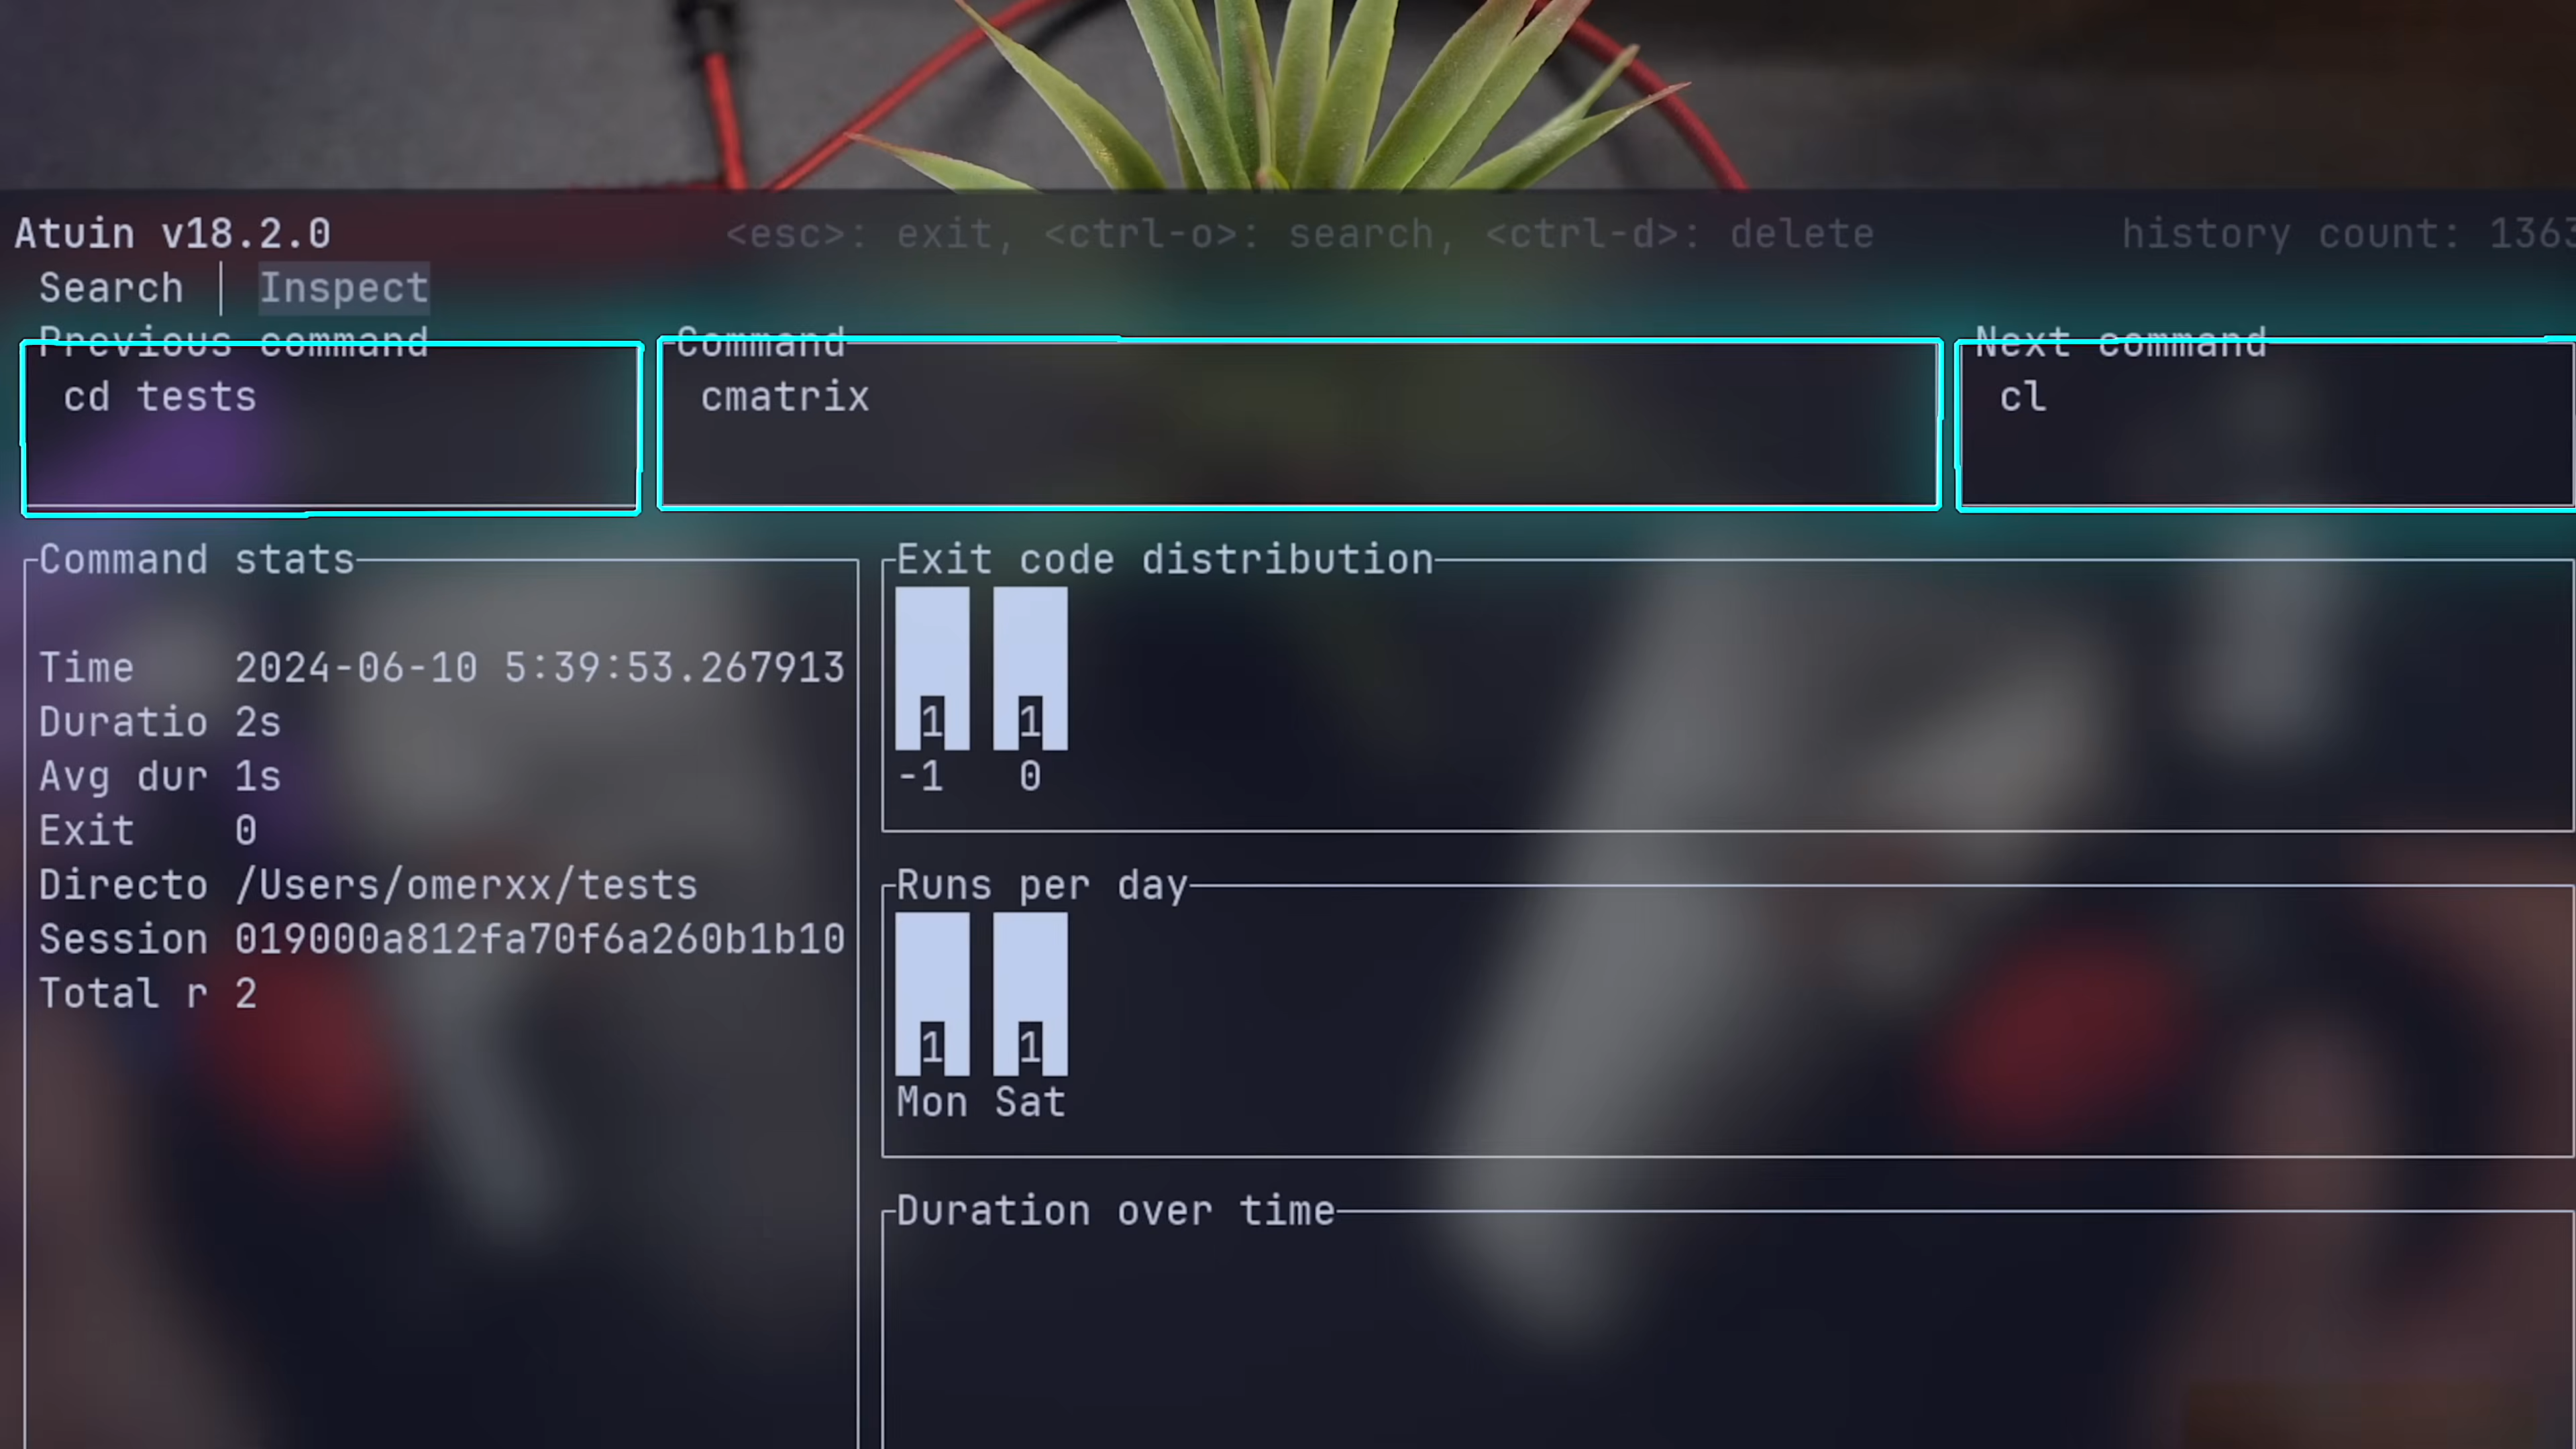 Atuin v18.2.0 <esc>: exit, <ctrl-o>: search, <ctrl-d>: delete history count: 1363
Search | Inspect
Previous command Command Next command
cd tests cmatrix cl
Command stats Exit code distribution
Time 2024-06-10 5:39:53.267913
Duratio 2s 1 1
Avg dur 1s -1 0
Exit 0
Directo /Users/omerxx/tests Runs per day
Session 019000a812fa70f6a260b1b10
Total r 2
1 1
Mon Sat
Duration over time